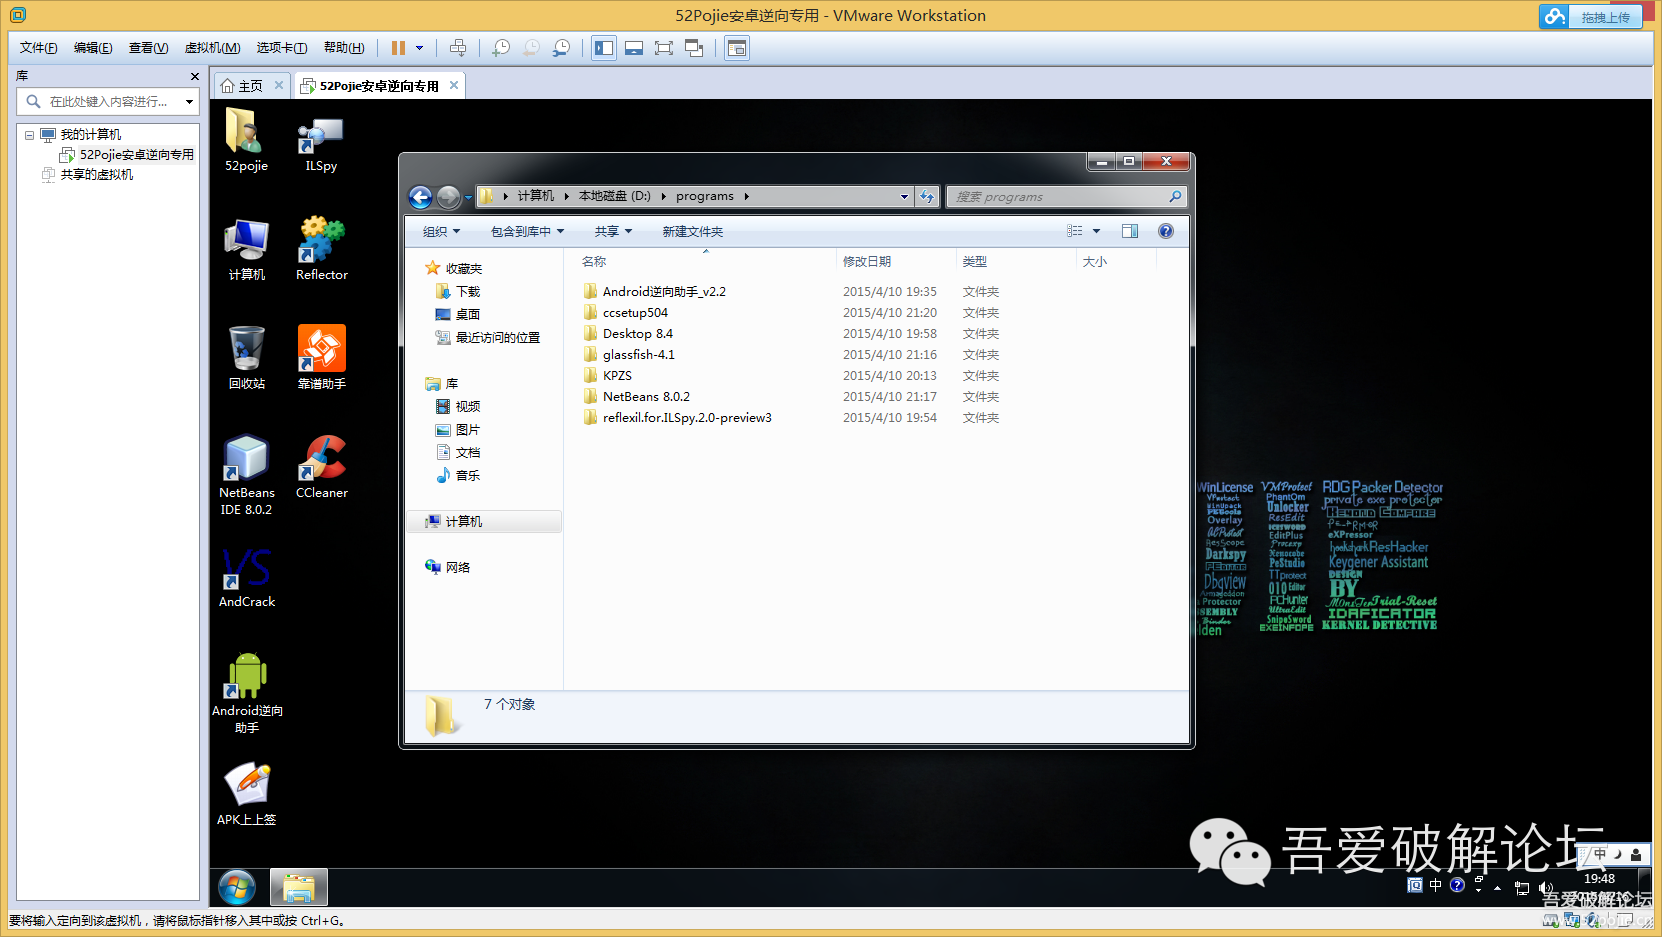 52Pojie安卓逆向专用 - VMware Workstation
拖拽上传
文件(F) 编辑(E) 查看(V) 虚拟机(M) 选项卡(T) 帮助(H)
库
在此处键入内容进行...
我的计算机
52Pojie安卓逆向专用
共享的虚拟机
主页
52Pojie安卓逆向专用
52pojie
ILSpy
计算机
Reflector
回收站
靠谱助手
NetBeans
IDE 8.0.2
CCleaner
VS
AndCrack
Android逆向
助手
APK上上签
计算机 本地磁盘 (D:) programs
搜索 programs
组织 包含到库中 共享 新建文件夹
收藏夹
下载
桌面
最近访问的位置
库
视频
图片
文档
音乐
计算机
网络
名称 修改日期 类型 大小
Android逆向助手_v2.2 2015/4/10 19:35 文件夹
ccsetup504 2015/4/10 21:20 文件夹
Desktop 8.4 2015/4/10 19:58 文件夹
glassfish-4.1 2015/4/10 21:16 文件夹
KPZS 2015/4/10 20:13 文件夹
NetBeans 8.0.2 2015/4/10 21:17 文件夹
reflexil.for.ILSpy.2.0-preview3 2015/4/10 19:54 文件夹
7 个对象
WinLicense
Overlay
Darkspy
Dbgview
Armageddon
Protector
VMProtect
PhantOm
Unlocker
ResEdit
EditPlus
Xenocode
PeStudio
TTprotect
010 Editor
PCHunter
UltraEdit
SnipeSword
EXEINFOPE
RDG Packer Detector
private exe protector
Beyond Compare
eXPressor
ResHacker
Keygener Assistant
DESIGN
BY
Trial-Reset
IDAFICATOR
KERNEL DETECTIVE
吾爱破解论坛
中
中
19:48
吾爱破解论坛
www.52pojie.cn
要将输入定向到该虚拟机，请将鼠标指针移入其中或按 Ctrl+G。